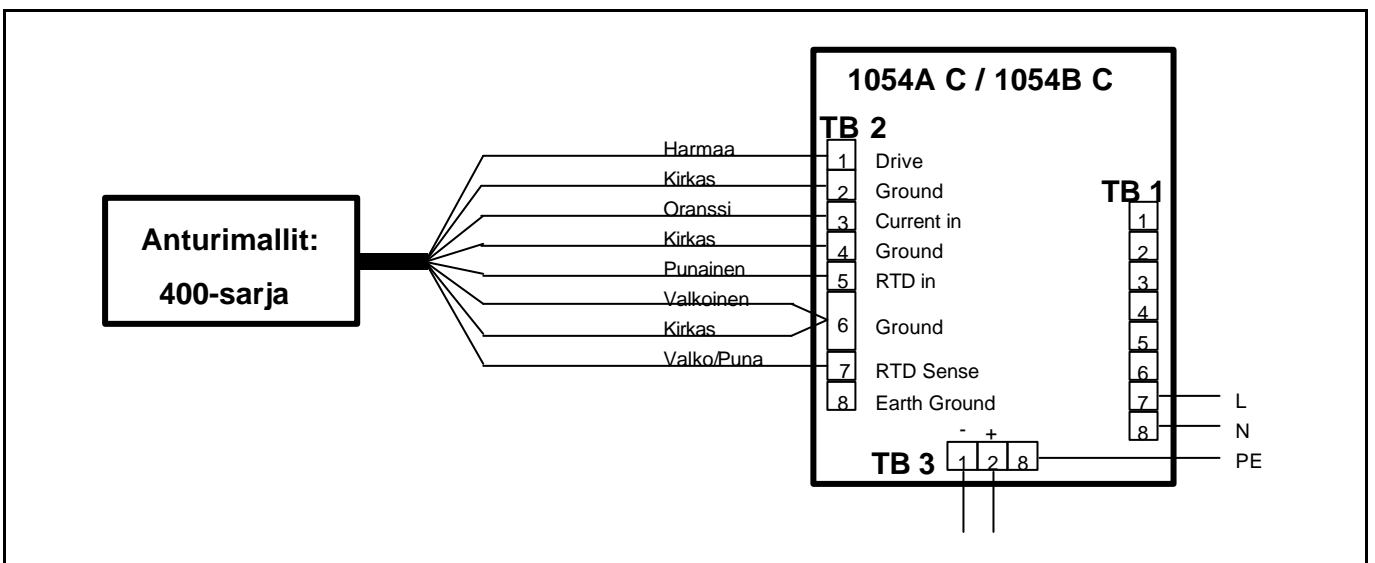 1054A C / 1054B C
TB 2
Harmaa 1 Drive
Kirkas 2 Ground
Oranssi 3 Current in
Kirkas 4 Ground
Punainen 5 RTD in
Valkoinen
6 Ground
Kirkas
Valko/Puna 7 RTD Sense
8 Earth Ground
Anturimallit:
400-sarja
TB 1
1
2
3
4
5
6
7 L
8 N
- +
TB 3 1 2 8 PE